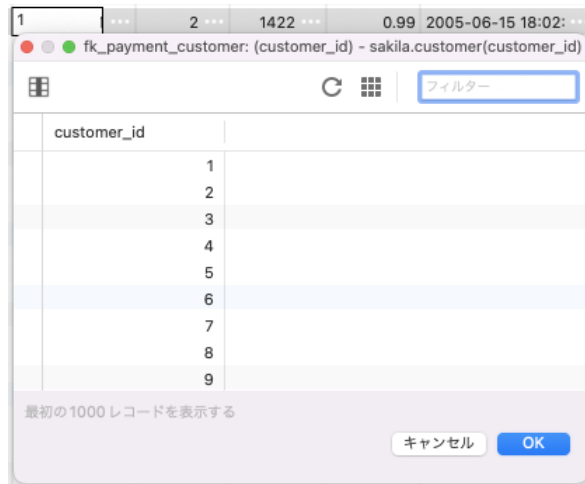 1 ... 2 ... 1422 ... 0.99 2005-06-15 18:02:
fk_payment_customer: (customer_id) - sakila.customer(customer_id)
フィルター
customer_id
1
2
3
4
5
6
7
8
9
最初の1000レコードを表示する
キャンセル OK